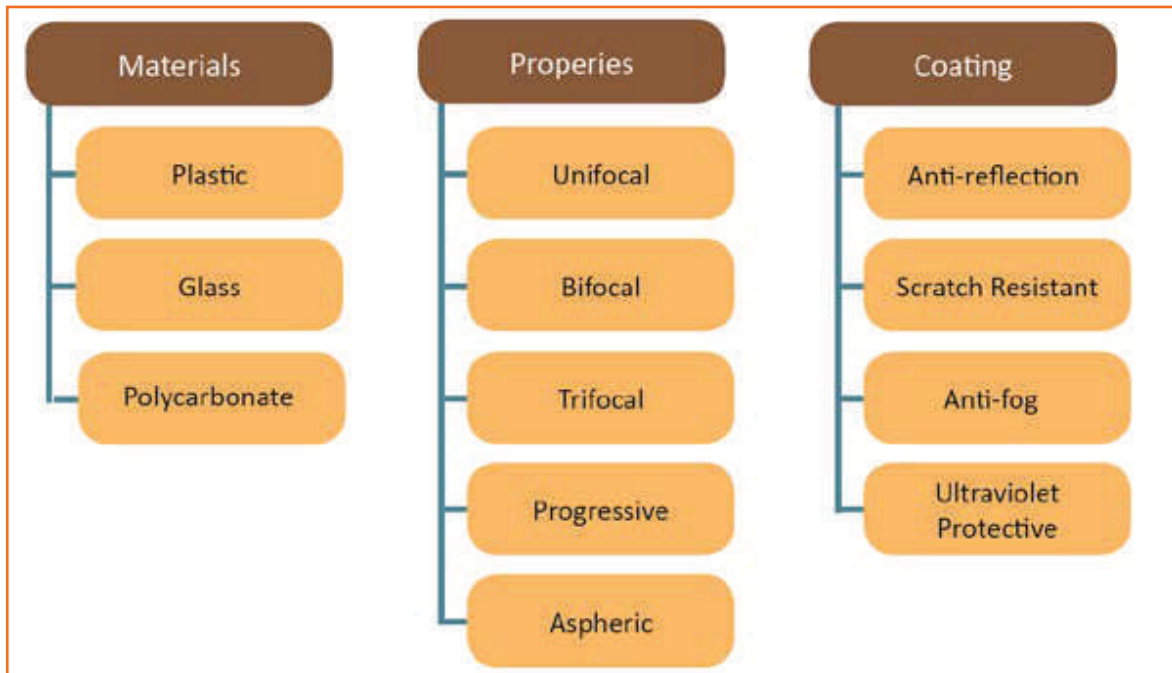 Materials
Plastic
Glass
Polycarbonate
Properies
Unifocal
Bifocal
Trifocal
Progressive
Aspheric
Coating
Anti-reflection
Scratch Resistant
Anti-fog
Ultraviolet
Protective